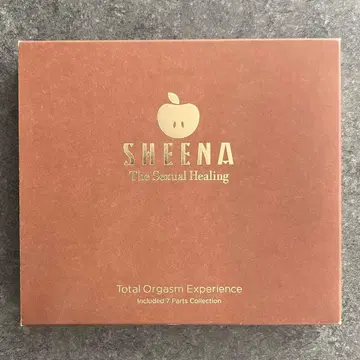 SHEENA
The Sexual Healing
Total Orgasm Experience
Included 7 Parts Collection